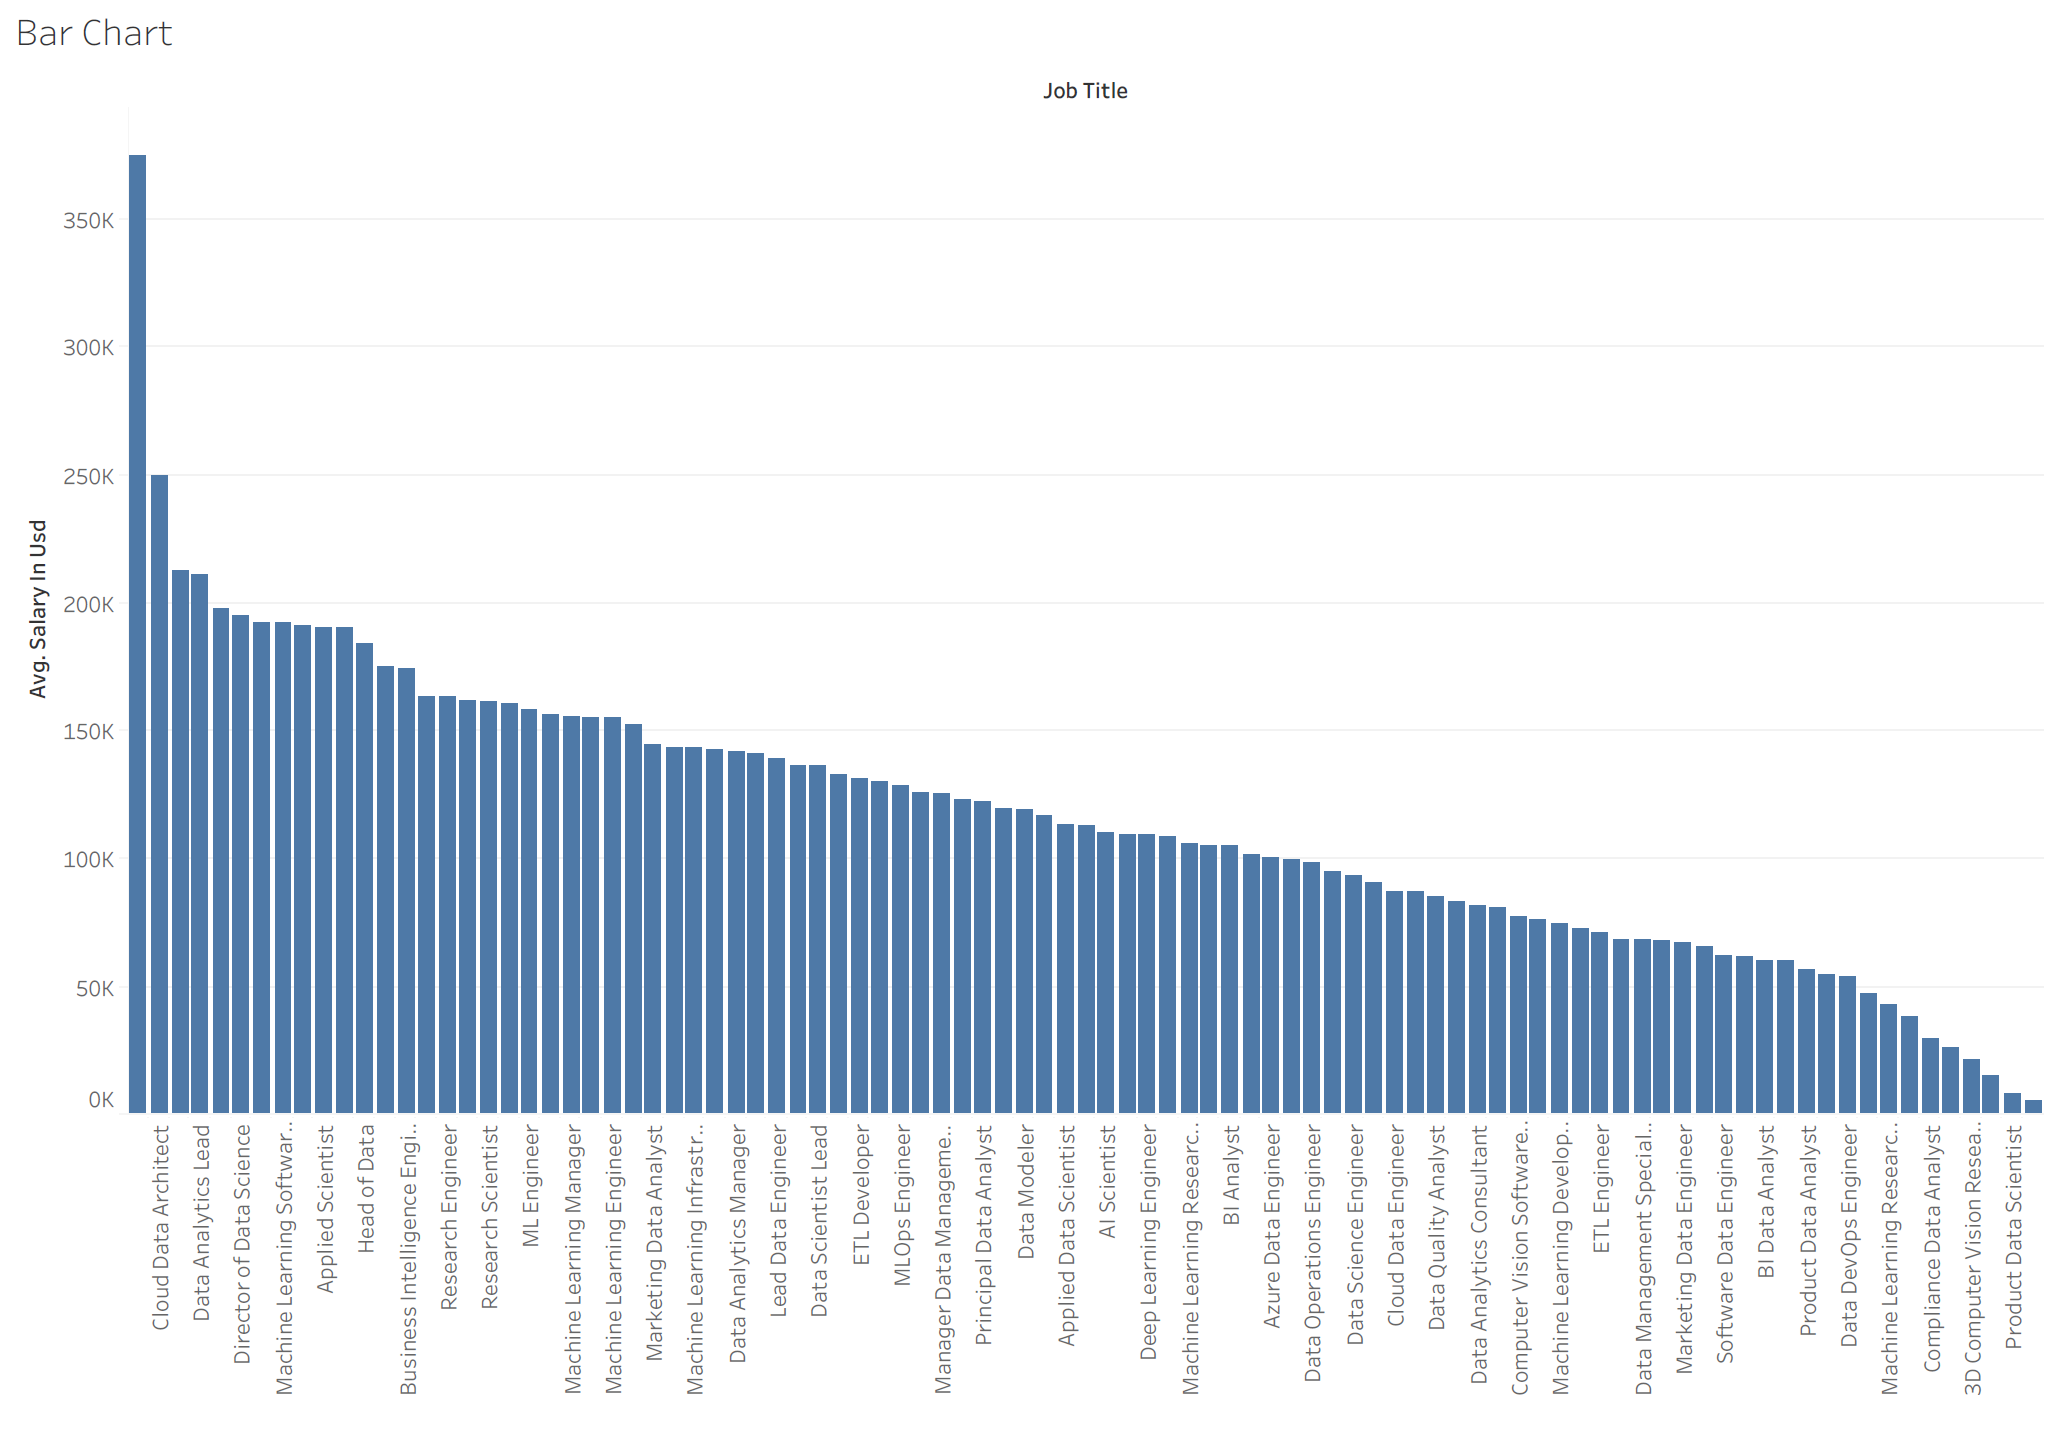 Bar Chart
Job Title
Avg. Salary In Usd
350K
300K
250K
200K
150K
100K
50K
0K
Cloud Data Architect
Data Analytics Lead
Director of Data Science
Machine Learning Softwar..
Applied Scientist
Head of Data
Business Intelligence Engi..
Research Engineer
Research Scientist
ML Engineer
Machine Learning Manager
Machine Learning Engineer
Marketing Data Analyst
Machine Learning Infrastr..
Data Analytics Manager
Lead Data Engineer
Data Scientist Lead
ETL Developer
MLOps Engineer
Manager Data Manageme..
Principal Data Analyst
Data Modeler
Applied Data Scientist
AI Scientist
Deep Learning Engineer
Machine Learning Researc..
BI Analyst
Azure Data Engineer
Data Operations Engineer
Data Science Engineer
Cloud Data Engineer
Data Quality Analyst
Data Analytics Consultant
Computer Vision Software..
Machine Learning Develop..
ETL Engineer
Data Management Special..
Marketing Data Engineer
Software Data Engineer
BI Data Analyst
Product Data Analyst
Data DevOps Engineer
Machine Learning Researc..
Compliance Data Analyst
3D Computer Vision Resea..
Product Data Scientist